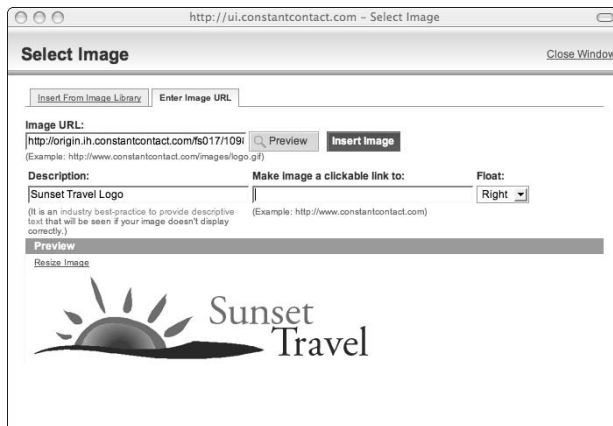 http://ui.constantcontact.com – Select Image
Select Image
Close Window
Insert From Image Library
Enter Image URL
Image URL:
http://origin.ih.constantcontact.com/fs017/109
Preview
Insert Image
(Example: http://www.constantcontact.com/images/logo.gif)
Description:
Make image a clickable link to:
Float:
Sunset Travel Logo
Right
(It is an industry best-practice to provide descriptive
(Example: http://www.constantcontact.com)
text that will be seen if your image doesn't display
correctly.)
Preview
Resize Image
Sunset
Travel